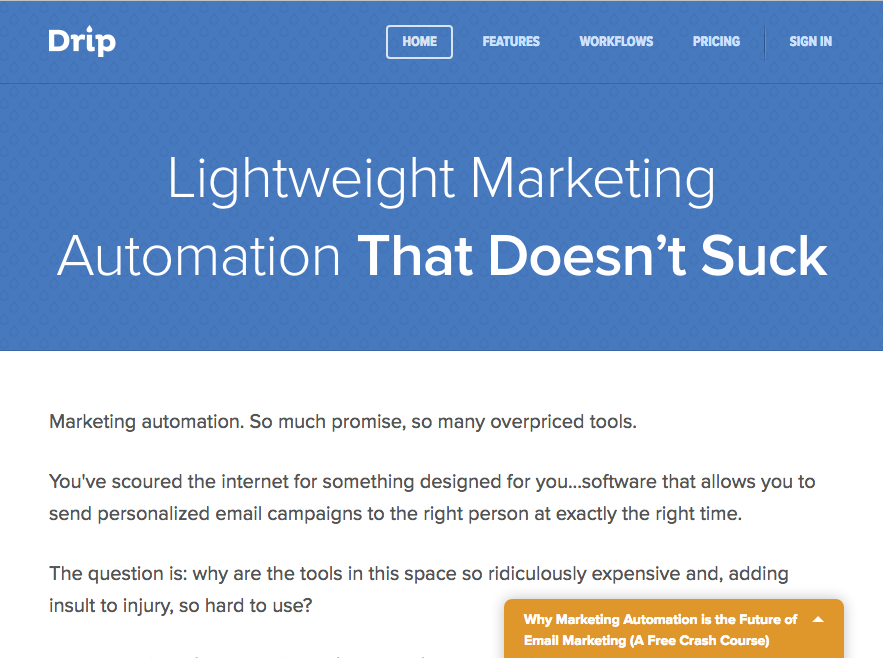 Drip
HOME
FEATURES
WORKFLOWS
PRICING
SIGN IN
Lightweight Marketing
Automation That Doesn’t Suck
Marketing automation. So much promise, so many overpriced tools.
You've scoured the internet for something designed for you...software that allows you to
send personalized email campaigns to the right person at exactly the right time.
The question is: why are the tools in this space so ridiculously expensive and, adding
insult to injury, so hard to use?
Why Marketing Automation is the Future of
Email Marketing (A Free Crash Course)